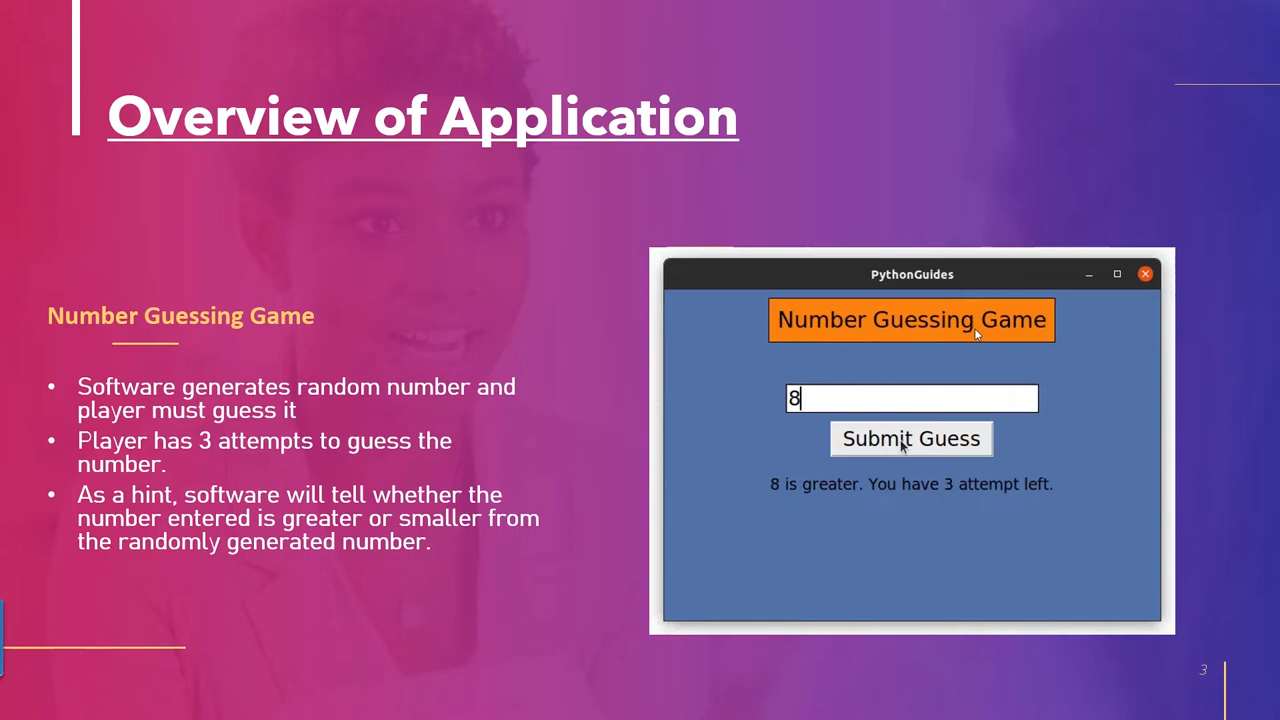 Overview of Application
Number Guessing Game
• Software generates random number and
player must guess it
• Player has 3 attempts to guess the
number.
• As a hint, software will tell whether the
number entered is greater or smaller from
the randomly generated number.
PythonGuides
Number Guessing Game
8
Submit Guess
8 is greater. You have 3 attempt left.
3